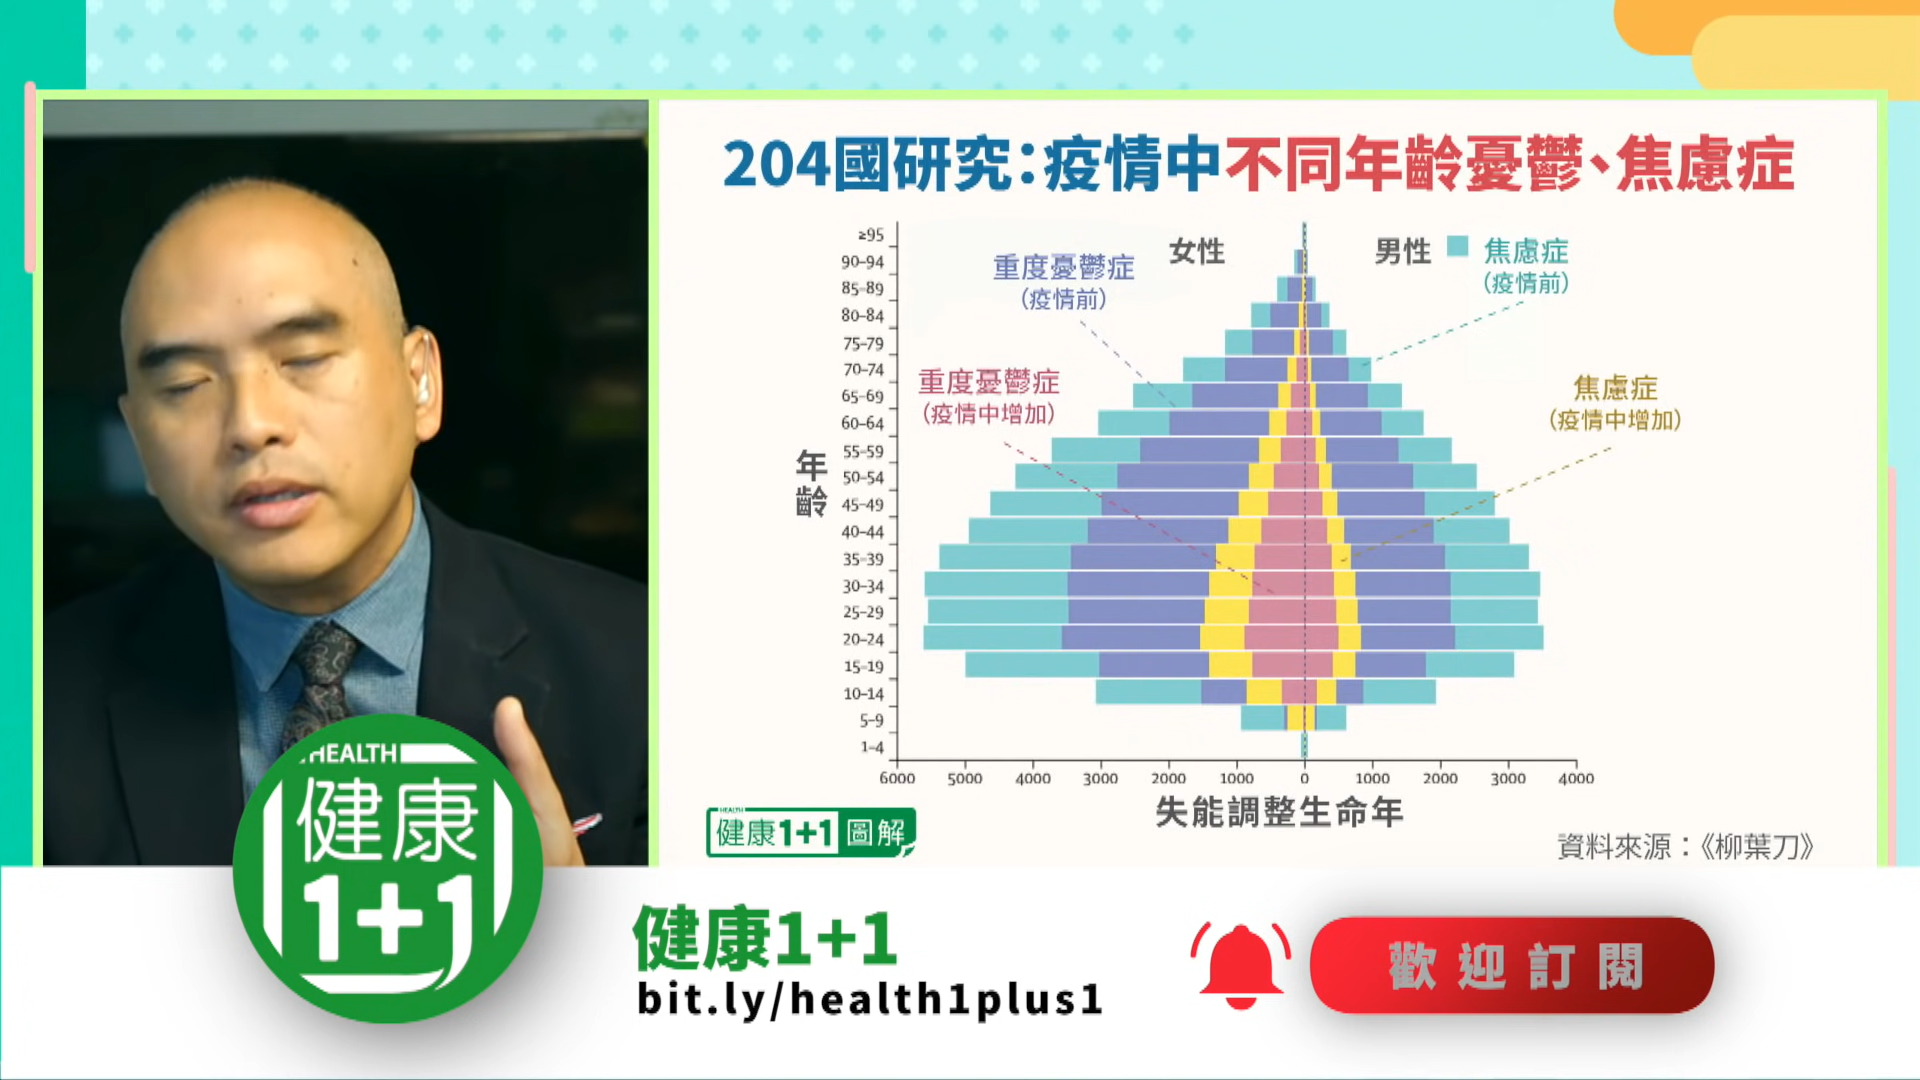 204國研究：疫情中不同年齡憂鬱、焦慮症
女性
男性
焦慮症
（疫情前）
重度憂鬱症
（疫情前）
重度憂鬱症
（疫情中增加）
焦慮症
（疫情中增加）
年齡
≥95
90–94
85–89
80–84
75–79
70–74
65–69
60–64
55–59
50–54
45–49
40–44
35–39
30–34
25–29
20–24
15–19
10–14
5–9
1–4
6000 5000 4000 3000 2000 1000 0 1000 2000 3000 4000
失能調整生命年
HEALTH
健康1+1 圖解
資料來源：《柳葉刀》
HEALTH
健康
1+1
健康1+1
bit.ly/health1plus1
歡迎訂閱